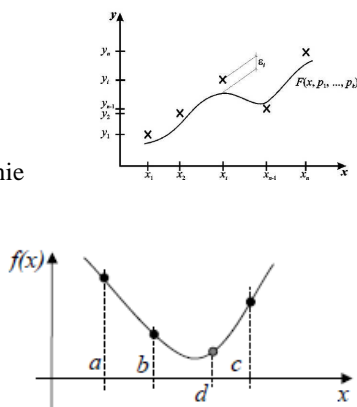 y
yₙ
yᵢ
εᵢ
F(x, p₁, ..., pₖ)
yₙ₋₁
y₂
y₁
x₁ x₂ xᵢ xₙ₋₁ xₙ x
nie
f(x)
a b c
d x